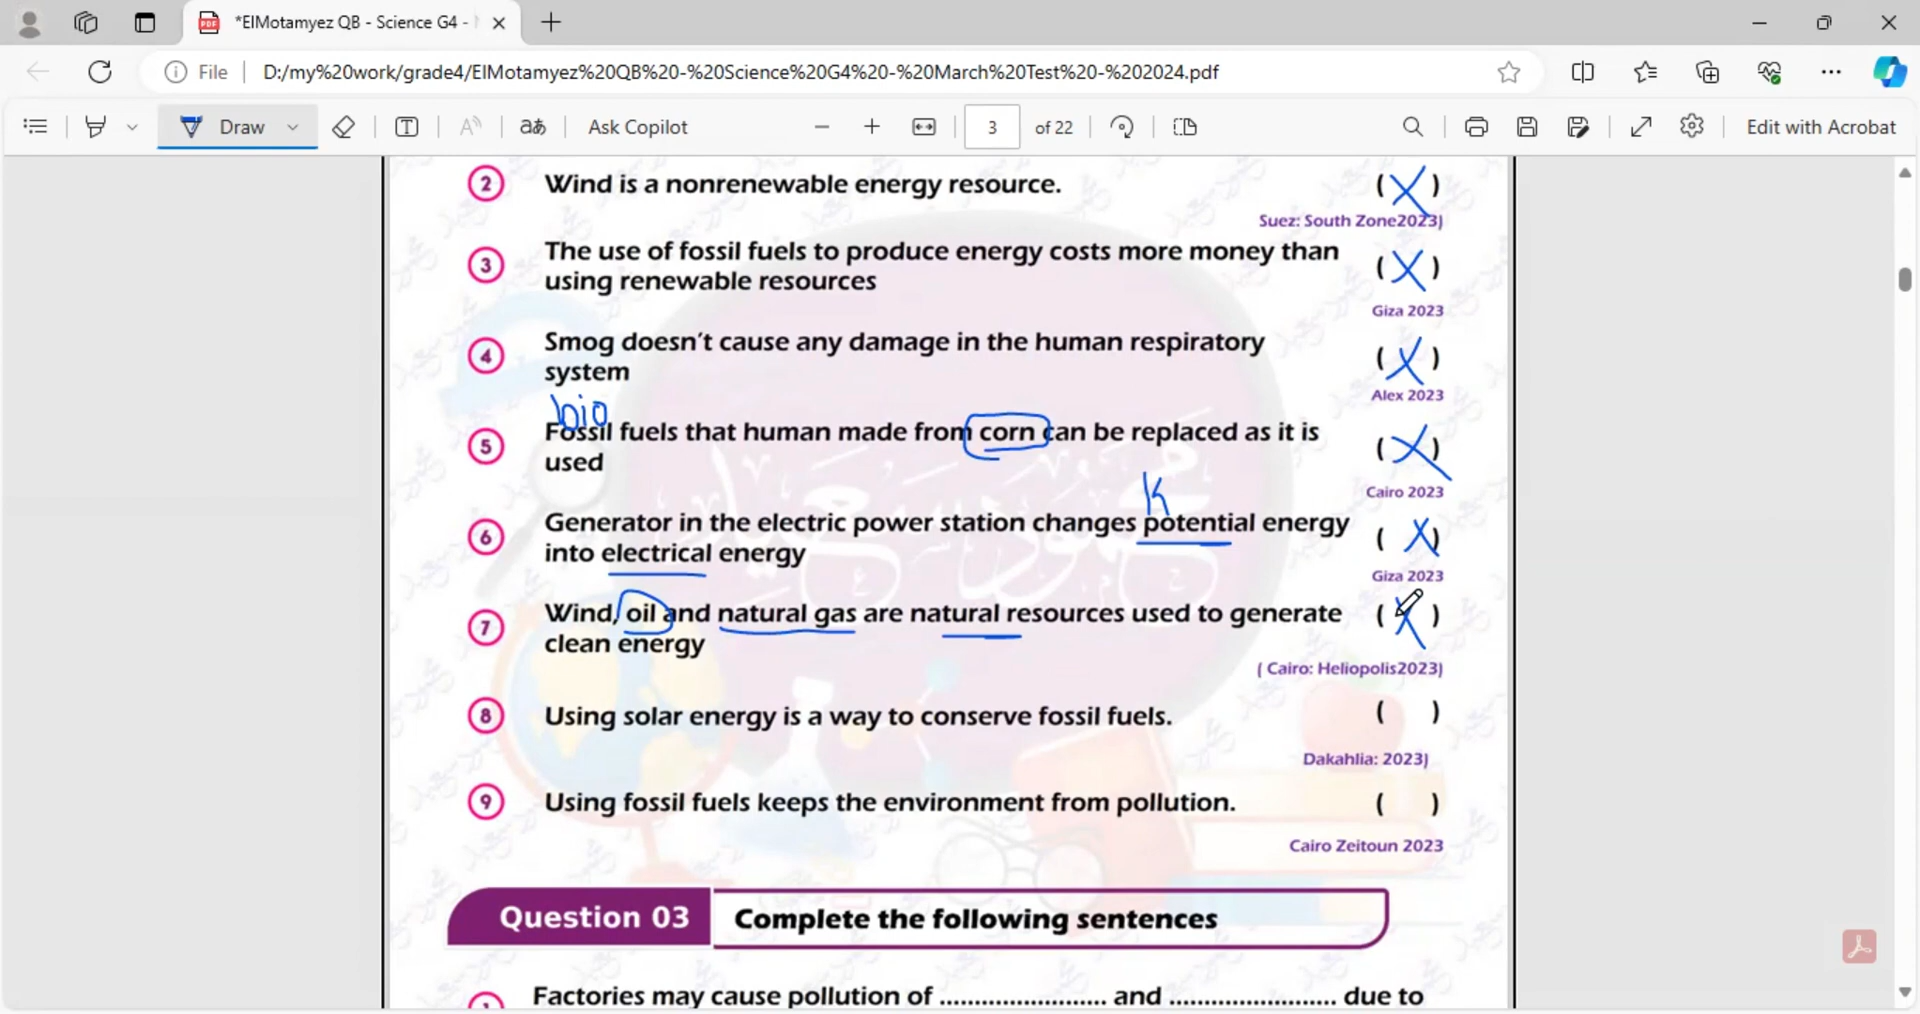 *ElMotamyez QB - Science G4 -
File D:/my%20work/grade4/ElMotamyez%20QB%20-%20Science%20G4%20-%20March%20Test%20-%202024.pdf
Draw aあ Ask Copilot 3 of 22 Edit with Acrobat
2 Wind is a nonrenewable energy resource. (X)
Suez: South Zone2023)
3 The use of fossil fuels to produce energy costs more money than
using renewable resources (X)
Giza 2023
4 Smog doesn't cause any damage in the human respiratory
system (X)
Alex 2023
bio
5 Fossil fuels that human made from corn can be replaced as it is
used (X)
Cairo 2023
K
6 Generator in the electric power station changes potential energy
into electrical energy (X)
Giza 2023
7 Wind, oil and natural gas are natural resources used to generate
clean energy (X)
( Cairo: Heliopolis2023)
8 Using solar energy is a way to conserve fossil fuels. ( )
Dakahlia: 2023)
9 Using fossil fuels keeps the environment from pollution. ( )
Cairo Zeitoun 2023
Question 03 Complete the following sentences
1 Factories may cause pollution of ........................ and ........................ due to